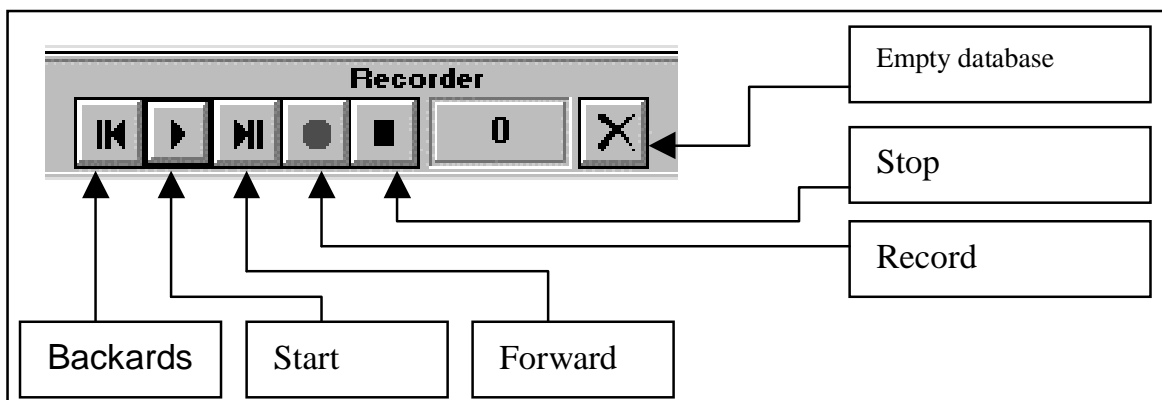 Recorder
0
Empty database
Stop
Record
Backards
Start
Forward